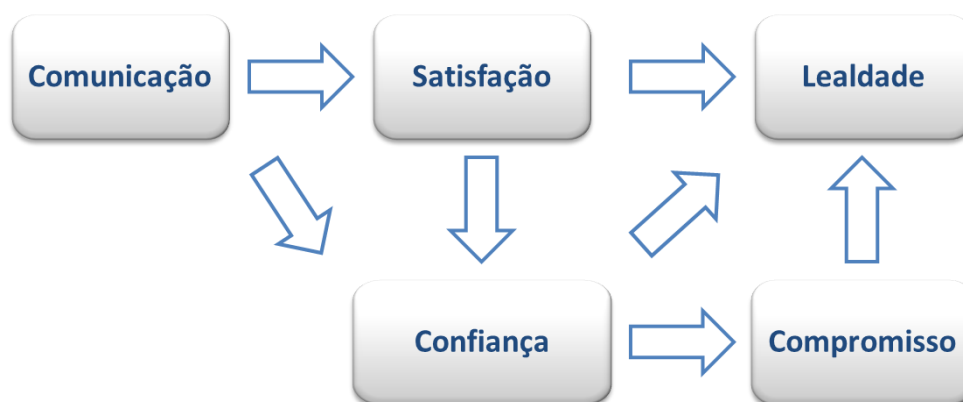 Comunicação
Satisfação
Lealdade
Confiança
Compromisso